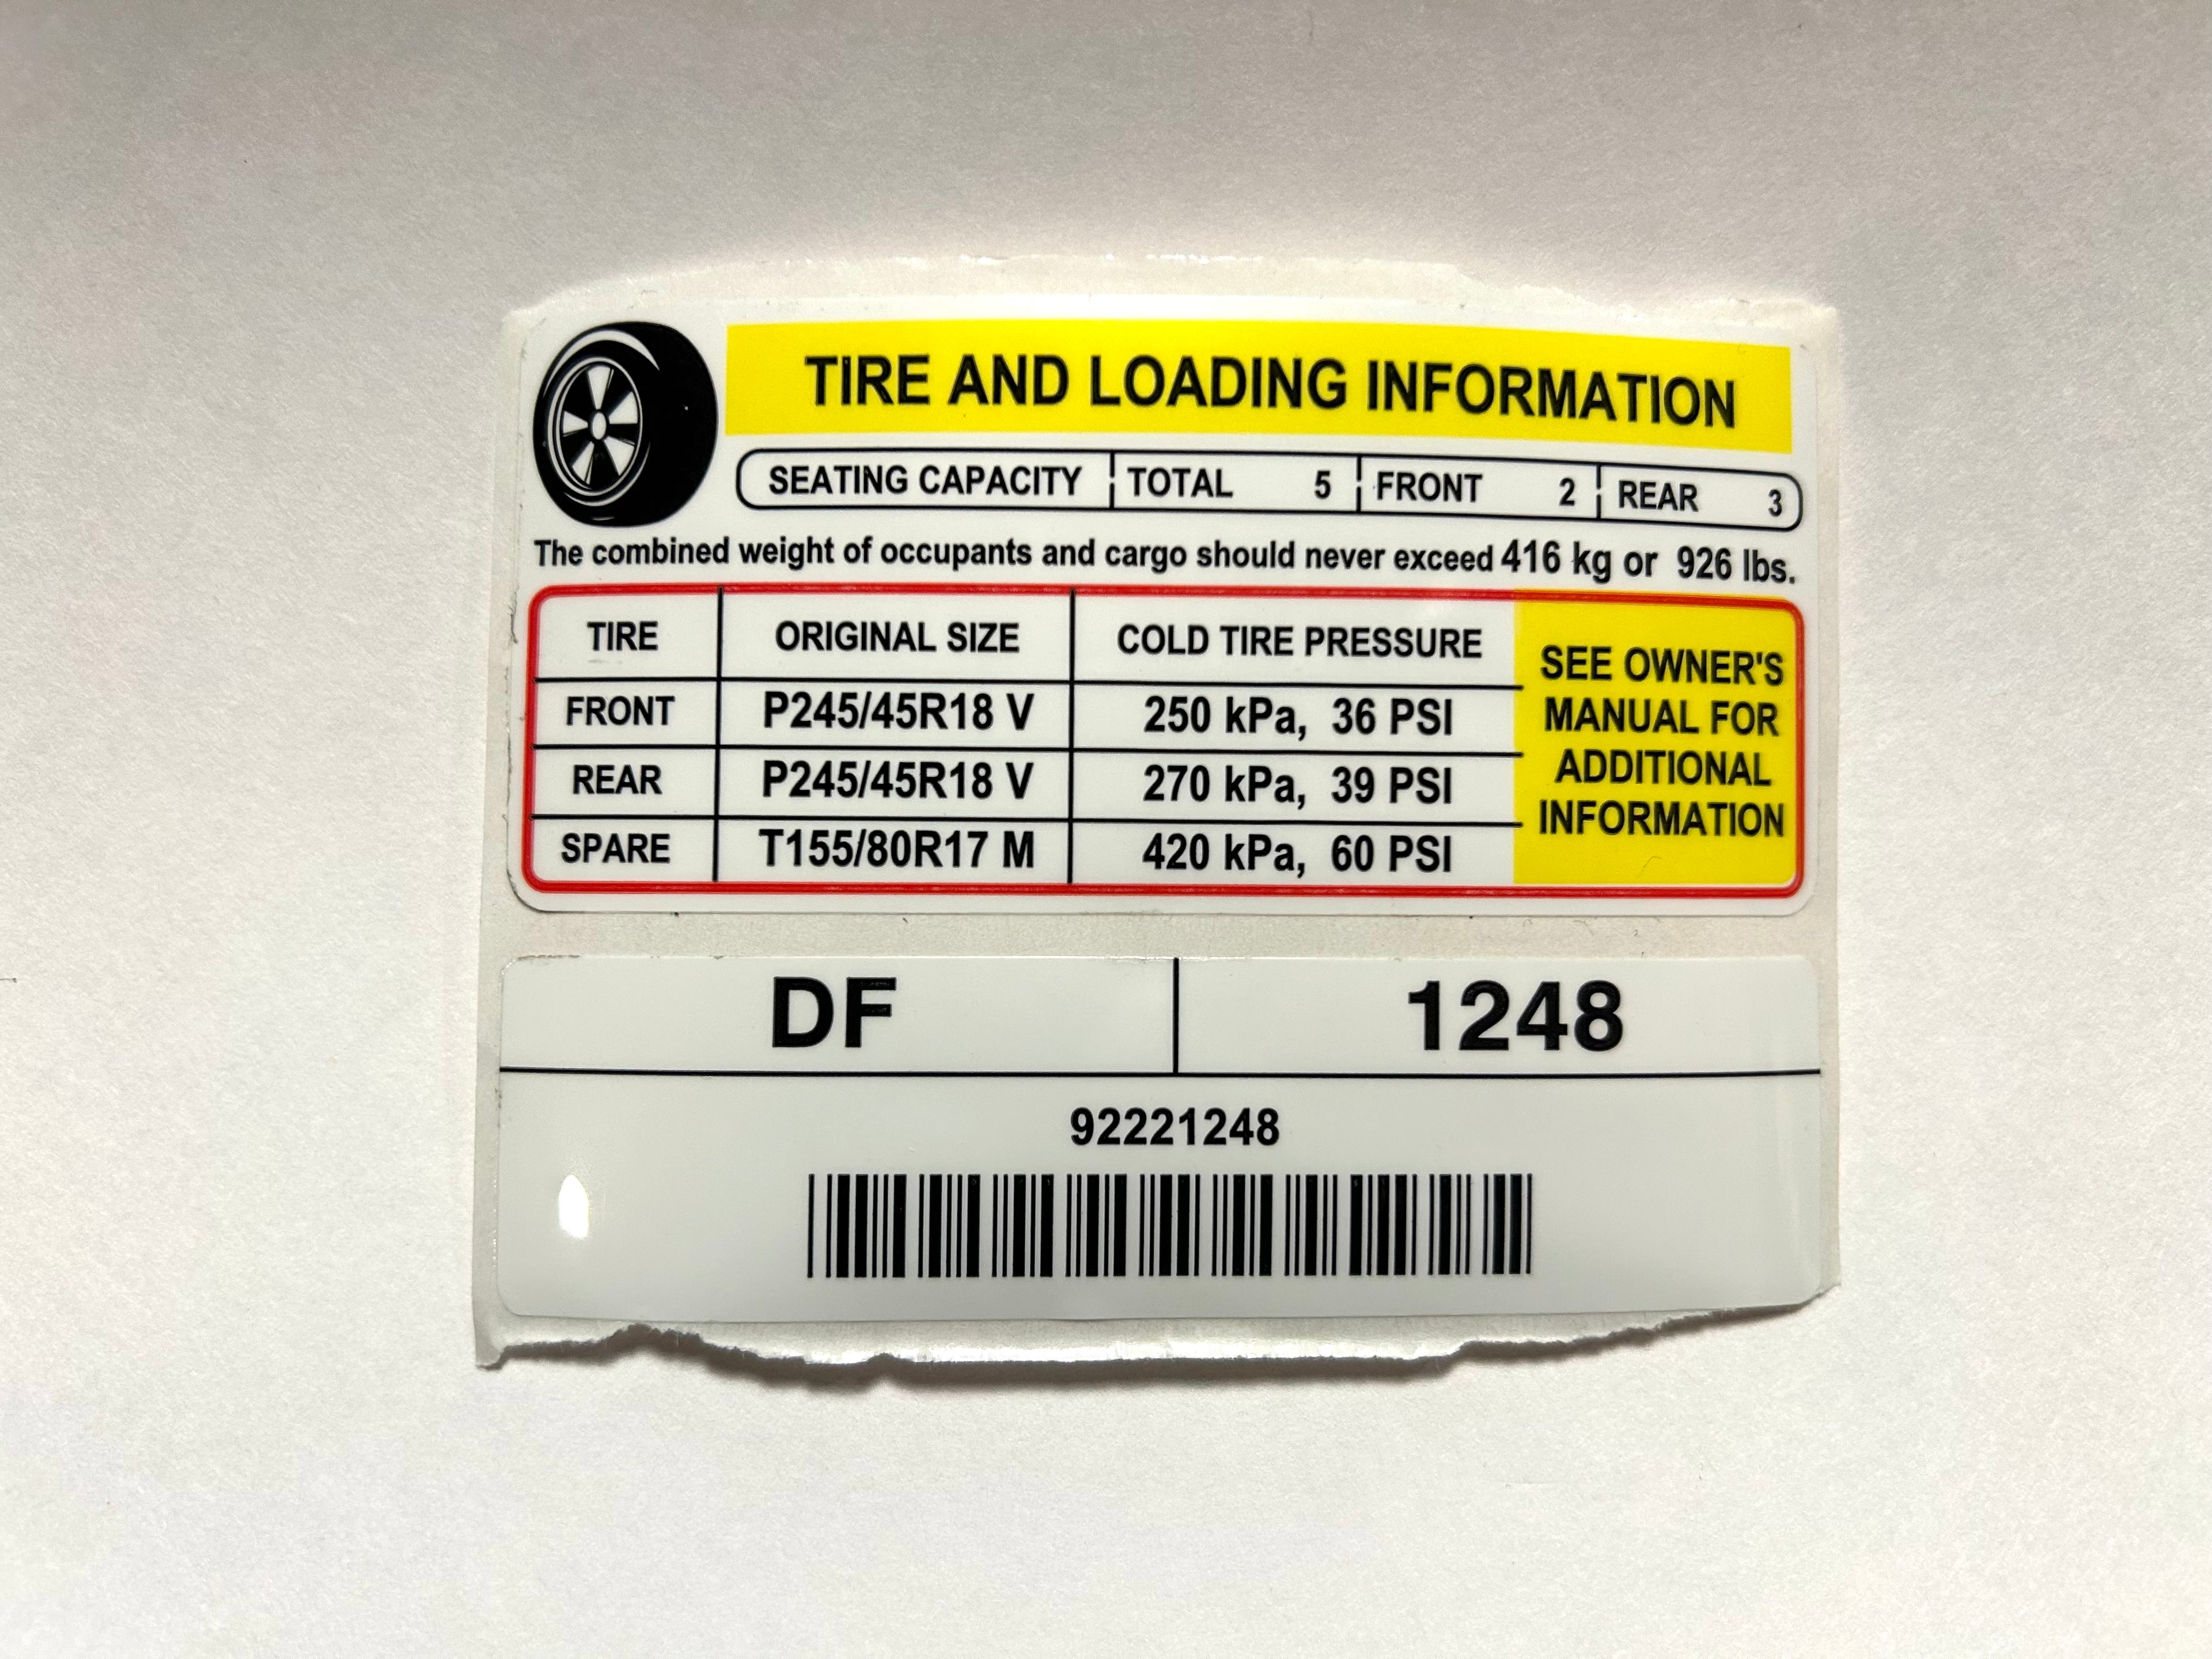 TIRE AND LOADING INFORMATION
SEATING CAPACITY TOTAL 5 FRONT 2 REAR 3
The combined weight of occupants and cargo should never exceed 416 kg or 926 lbs.
TIRE ORIGINAL SIZE COLD TIRE PRESSURE
FRONT P245/45R18 V 250 kPa, 36 PSI
REAR P245/45R18 V 270 kPa, 39 PSI
SPARE T155/80R17 M 420 kPa, 60 PSI
SEE OWNER'S
MANUAL FOR
ADDITIONAL
INFORMATION
DF 1248
92221248